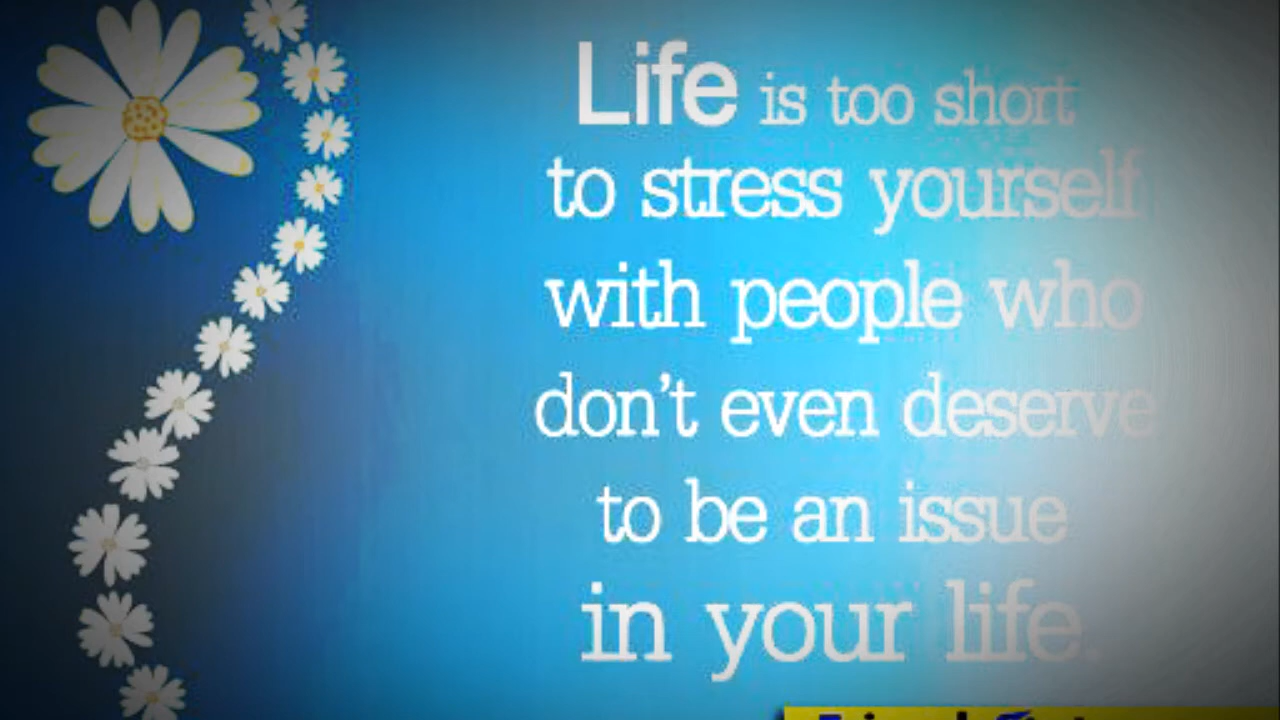 Life is too short
to stress yourself
with people who
don't even deserve
to be an issue
in your life.